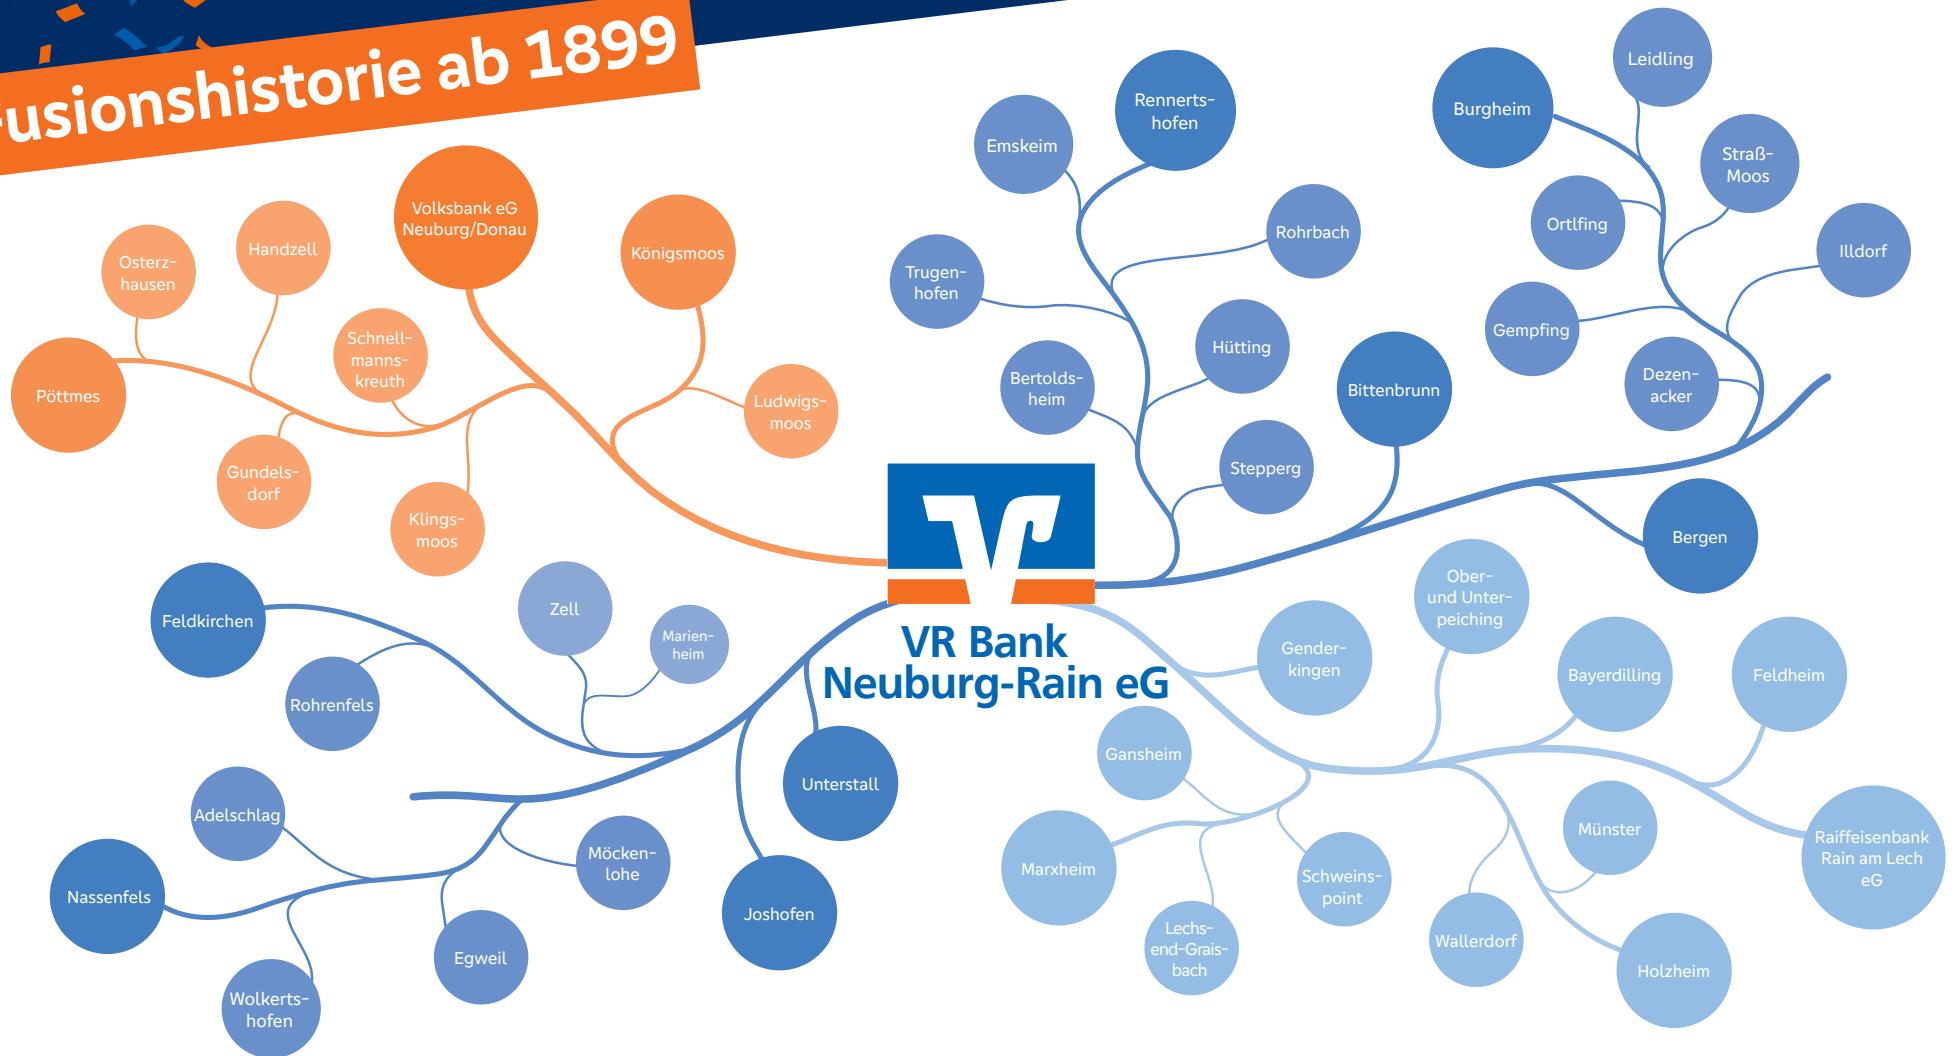 Fusionshistorie ab 1899
Leidling
Rennerts-
hofen
Burgheim
Emskeim
Straß-
Moos
Volksbank eG
Neuburg/Donau
Ortlfing
Rohrbach
Illdorf
Handzell
Königsmoos
Osterz-
hausen
Trugen-
hofen
Gempfing
Schnell-
manns-
kreuth
Hütting
Pöttmes
Bertolds-
heim
Bittenbrunn
Dezen-
acker
Ludwigs-
moos
Gundels-
dorf
Stepperg
Klings-
moos
Bergen
Feldkirchen
Zell
Marien-
heim
Rohrenfels
VR Bank
Neuburg-Rain eG
Gender-
kingen
Ober-
und Unter-
peiching
Bayerdilling
Feldheim
Gansheim
Unterstall
Adelschlag
Münster
Raiffeisenbank
Rain am Lech
eG
Möcken-
lohe
Marxheim
Schweins-
point
Nassenfels
Joshofen
Lechs-
end-Grais-
bach
Wallerdorf
Egweil
Holzheim
Wolkerts-
hofen